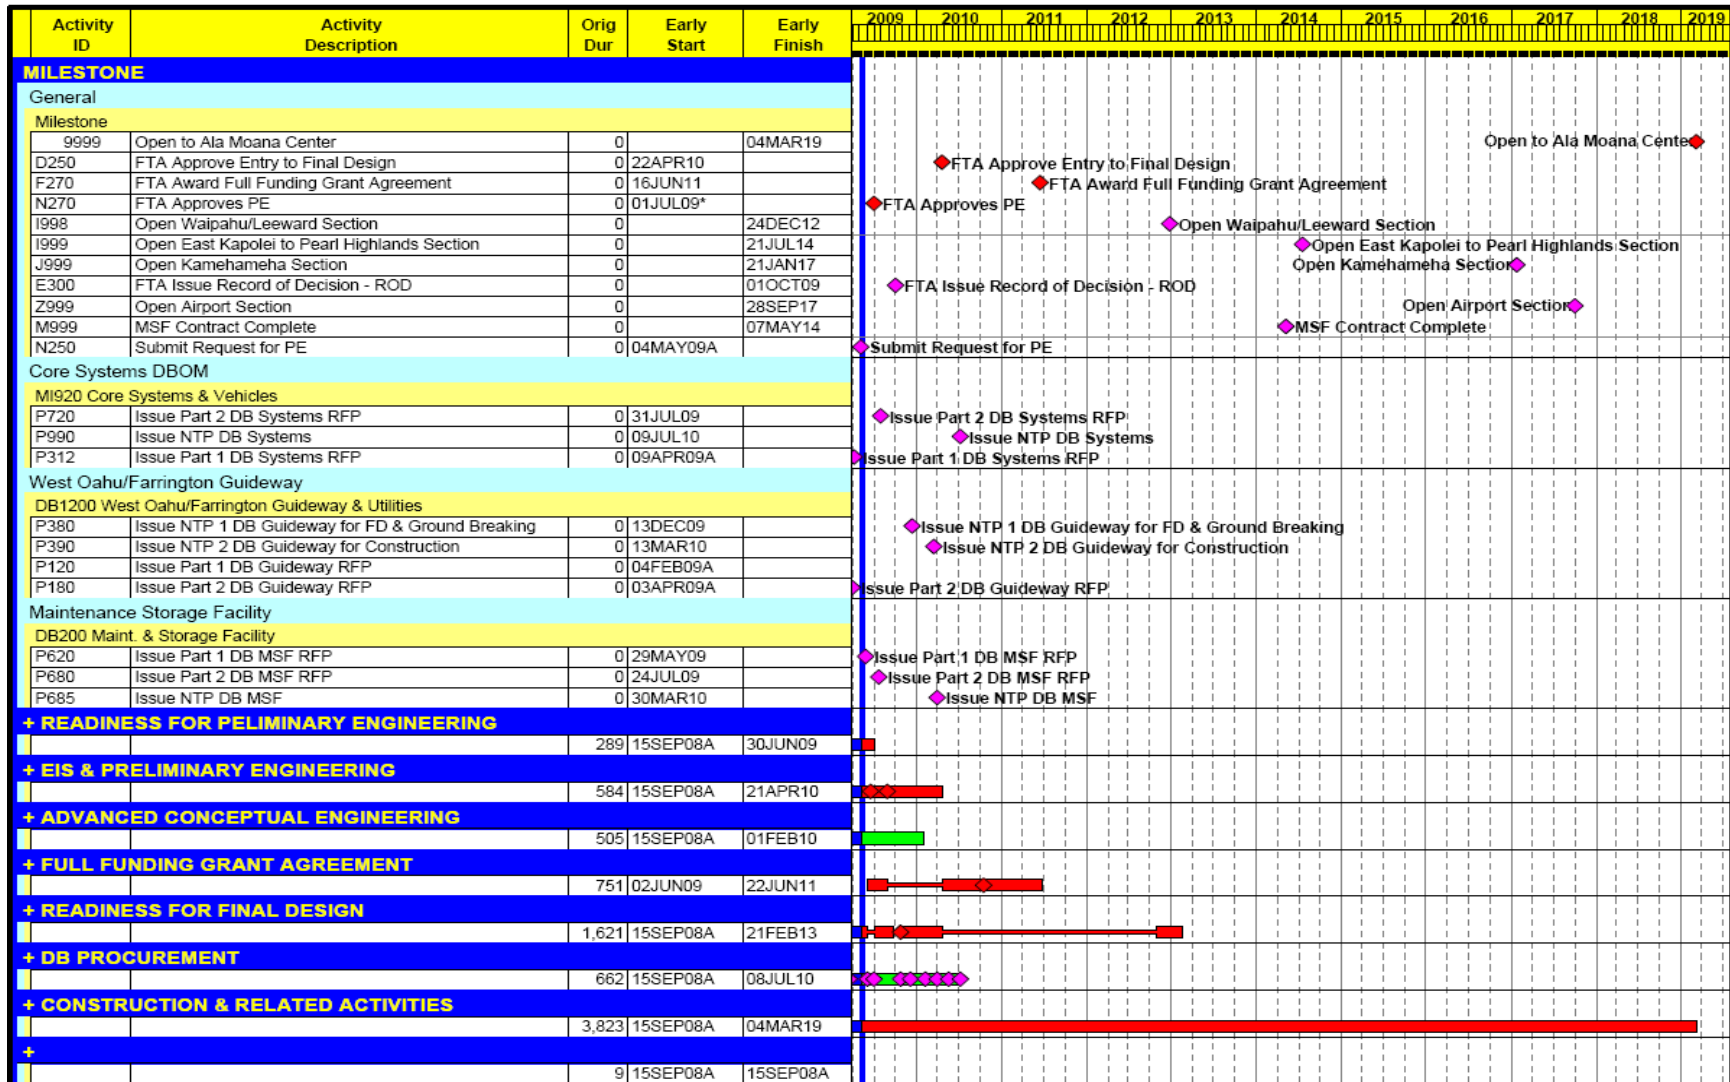 Activity ID Activity Description Orig Dur Early Start Early Finish 2009 2010 2011 2012 2013 2014 2015 2016 2017 2018 2019
MILESTONE
General
Milestone
9999 Open to Ala Moana Center 0 04MAR19 Open to Ala Moana Cente
D250 FTA Approve Entry to Final Design 0 22APR10 FTA Approve Entry to Final Design
F270 FTA Award Full Funding Grant Agreement 0 16JUN11 FTA Award Full Funding Grant Agreement
N270 FTA Approves PE 0 01JUL09* FTA Approves PE
I998 Open Waipahu/Leeward Section 0 24DEC12 Open Waipahu/Leeward Section
I999 Open East Kapolei to Pearl Highlands Section 0 21JUL14 Open East Kapolei to Pearl Highlands Section
J999 Open Kamehameha Section 0 21JAN17 Open Kamehameha Section
E300 FTA Issue Record of Decision - ROD 0 01OCT09 FTA Issue Record of Decision - ROD
Z999 Open Airport Section 0 28SEP17 Open Airport Section
M999 MSF Contract Complete 0 07MAY14 MSF Contract Complete
N250 Submit Request for PE 0 04MAY09A Submit Request for PE
Core Systems DBOM
MI920 Core Systems & Vehicles
P720 Issue Part 2 DB Systems RFP 0 31JUL09 Issue Part 2 DB Systems RFP
P990 Issue NTP DB Systems 0 09JUL10 Issue NTP DB Systems
P312 Issue Part 1 DB Systems RFP 0 09APR09A Issue Part 1 DB Systems RFP
West Oahu/Farrington Guideway
DB1200 West Oahu/Farrington Guideway & Utilities
P380 Issue NTP 1 DB Guideway for FD & Ground Breaking 0 13DEC09 Issue NTP 1 DB Guideway for FD & Ground Breaking
P390 Issue NTP 2 DB Guideway for Construction 0 13MAR10 Issue NTP 2 DB Guideway for Construction
P120 Issue Part 1 DB Guideway RFP 0 04FEB09A
P180 Issue Part 2 DB Guideway RFP 0 03APR09A Issue Part 2 DB Guideway RFP
Maintenance Storage Facility
DB200 Maint. & Storage Facility
P620 Issue Part 1 DB MSF RFP 0 29MAY09 Issue Part 1 DB MSF RFP
P680 Issue Part 2 DB MSF RFP 0 24JUL09 Issue Part 2 DB MSF RFP
P685 Issue NTP DB MSF 0 30MAR10 Issue NTP DB MSF
+ READINESS FOR PELIMINARY ENGINEERING
289 15SEP08A 30JUN09
+ EIS & PRELIMINARY ENGINEERING
584 15SEP08A 21APR10
+ ADVANCED CONCEPTUAL ENGINEERING
505 15SEP08A 01FEB10
+ FULL FUNDING GRANT AGREEMENT
751 02JUN09 22JUN11
+ READINESS FOR FINAL DESIGN
1,621 15SEP08A 21FEB13
+ DB PROCUREMENT
662 15SEP08A 08JUL10
+ CONSTRUCTION & RELATED ACTIVITIES
3,823 15SEP08A 04MAR19
+
9 15SEP08A 15SEP08A